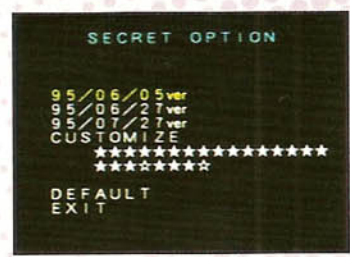 SECRET OPTION
95/06/05ver
95/06/27ver
95/07/27ver
CUSTOMIZE
★★★★★★★★★★★★★★★★
★★★☆★★★☆
DEFAULT
EXIT